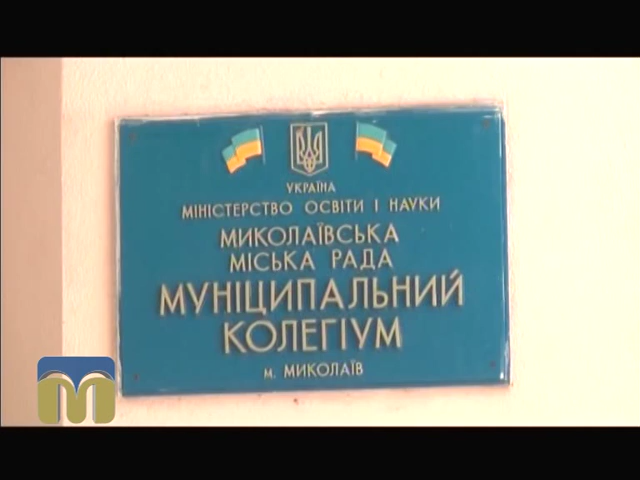 УКРАЇНА
МІНІСТЕРСТВО ОСВІТИ І НАУКИ
МИКОЛАЇВСЬКА
МІСЬКА РАДА
МУНІЦИПАЛЬНИЙ
КОЛЕГІУМ
м. МИКОЛАЇВ
M